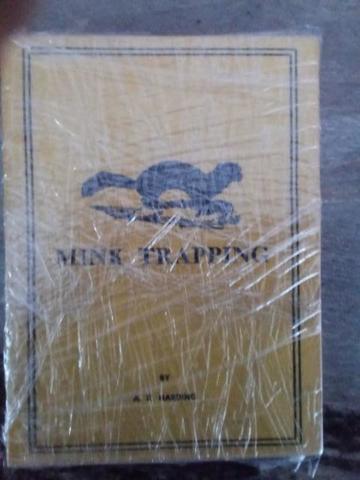 MINK TRAPPING
BY
A. R. HARDING